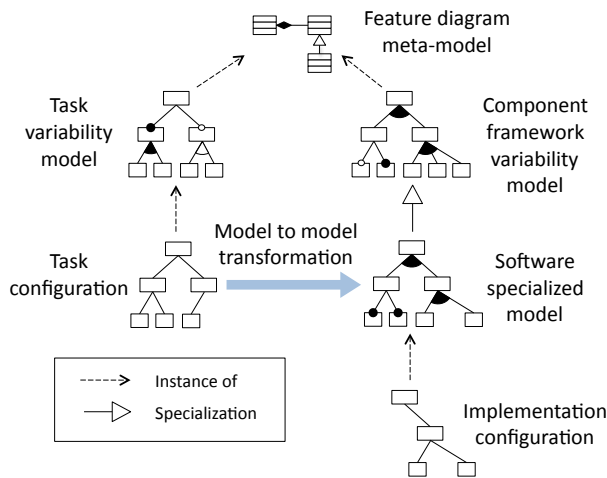 Feature diagram
meta-model
Task
variability
model
Component
framework
variability
model
Model to model
transformation
Task
configuration
Software
specialized
model
Instance of
Specialization
Implementation
configuration